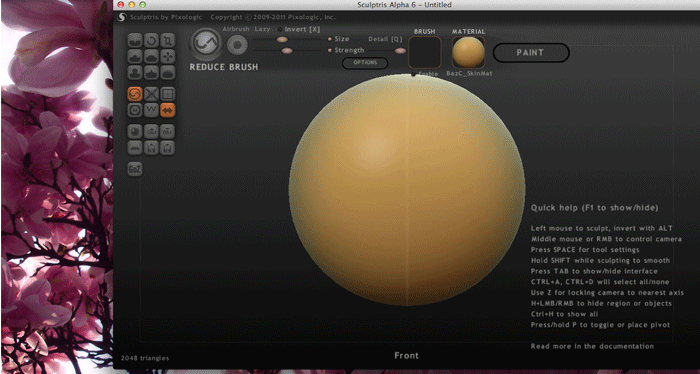 Sculptris Alpha 6 – Untitled
Sculptris by Pixologic Copyright ©2009-2011 Pixologic, Inc.
Airbrush Lazy Invert [X] BRUSH MATERIAL
Size Detail [Q]
Strength
PAINT
REDUCE BRUSH
OPTIONS
Enable BazC_SkinMat
Quick help (F1 to show/hide)
Left mouse to sculpt, invert with ALT
Middle mouse or RMB to control camera
Press SPACE for tool settings
Hold SHIFT while sculpting to smooth
Press TAB to show/hide interface
CTRL+A, CTRL+D will select all/none
Use Z for locking camera to nearest axis
H+LMB/RMB to hide region or objects
Ctrl+H to show all
Press/hold P to toggle or place pivot
Read more in the documentation
2048 triangles
Front